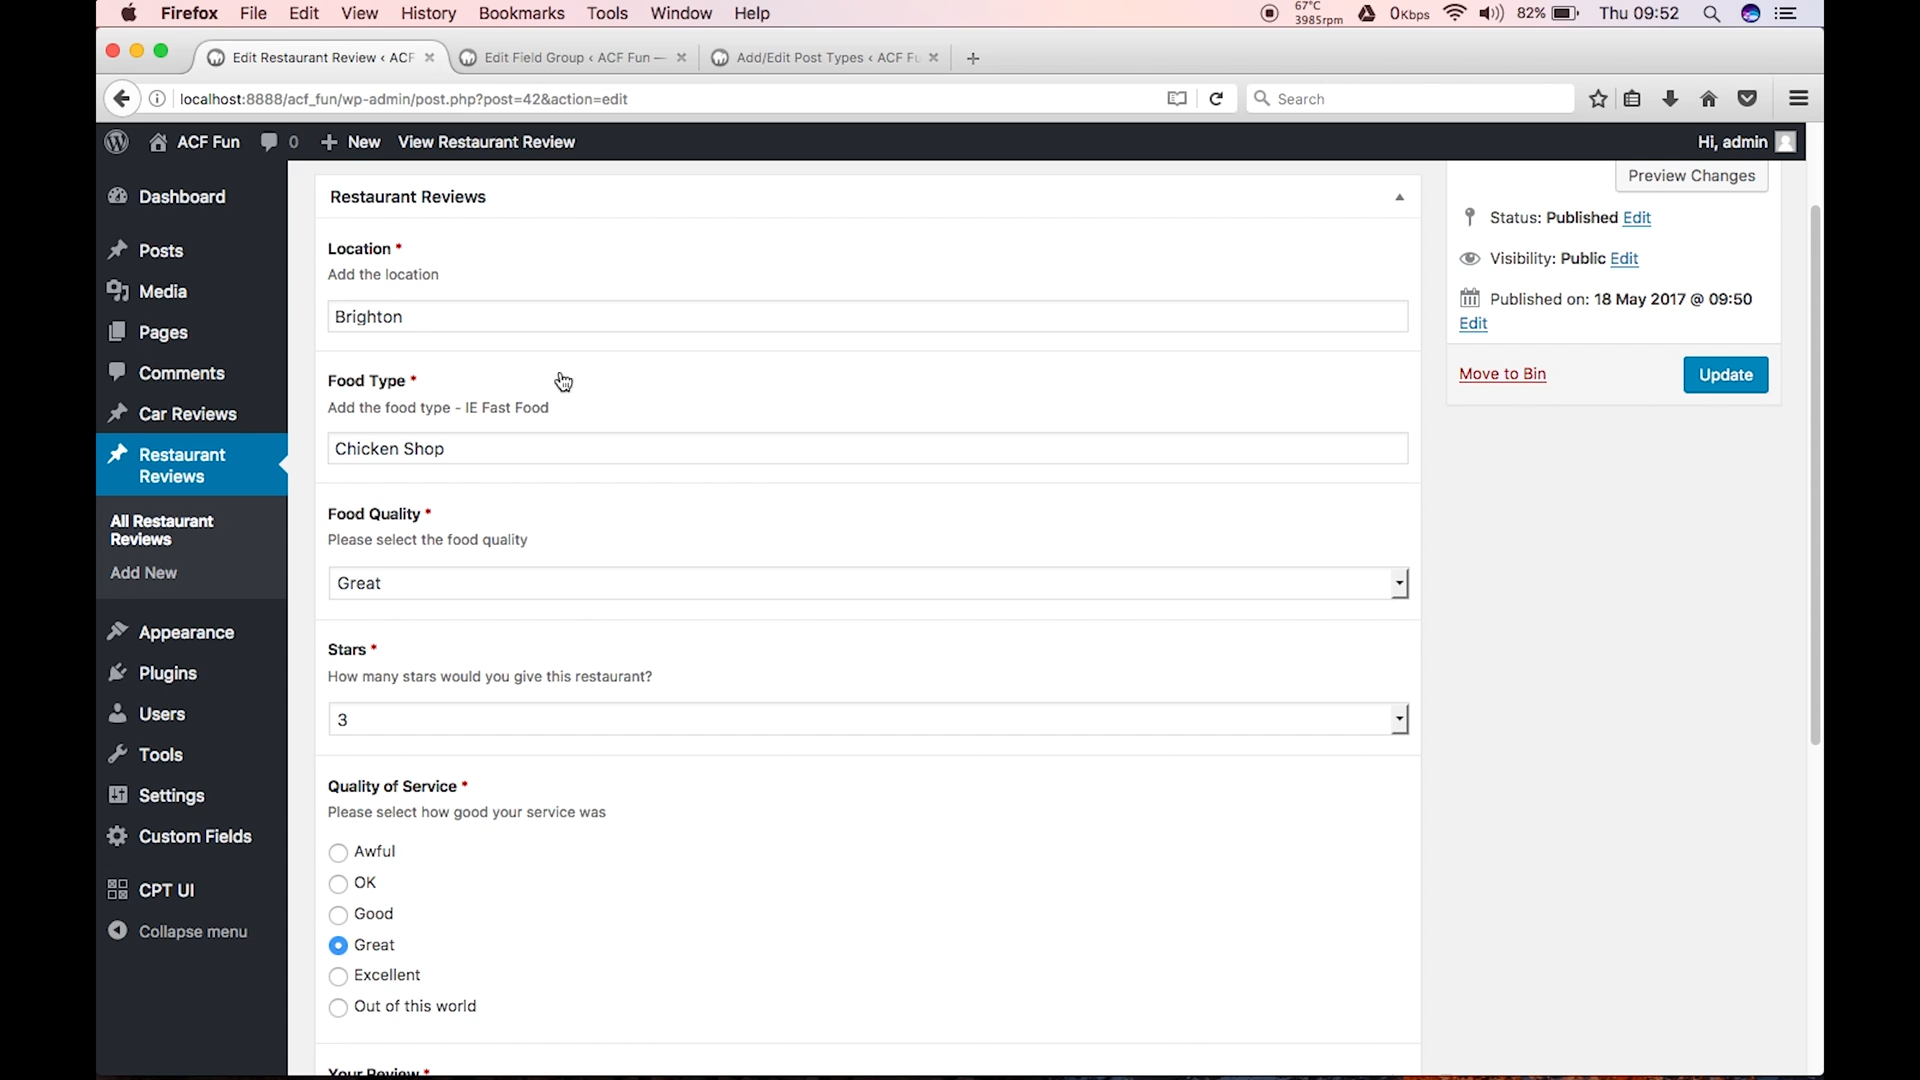 Firefox File Edit View History Bookmarks Tools Window Help 67°C 3985rpm 0Kbps 82% Thu 09:52
Edit Restaurant Review ‹ ACF Edit Field Group ‹ ACF Fun — Add/Edit Post Types ‹ ACF Fu
localhost:8888/acf_fun/wp-admin/post.php?post=42&action=edit Search
ACF Fun 0 New View Restaurant Review Hi, admin
Dashboard
Posts
Media
Pages
Comments
Car Reviews
Restaurant
Reviews
All Restaurant
Reviews
Add New
Appearance
Plugins
Users
Tools
Settings
Custom Fields
CPT UI
Collapse menu
Restaurant Reviews
Location *
Add the location
Brighton
Food Type *
Add the food type - IE Fast Food
Chicken Shop
Food Quality *
Please select the food quality
Great
Stars *
How many stars would you give this restaurant?
3
Quality of Service *
Please select how good your service was
Awful
OK
Good
Great
Excellent
Out of this world
Your Review *
Preview Changes
Status: Published Edit
Visibility: Public Edit
Published on: 18 May 2017 @ 09:50
Edit
Move to Bin Update